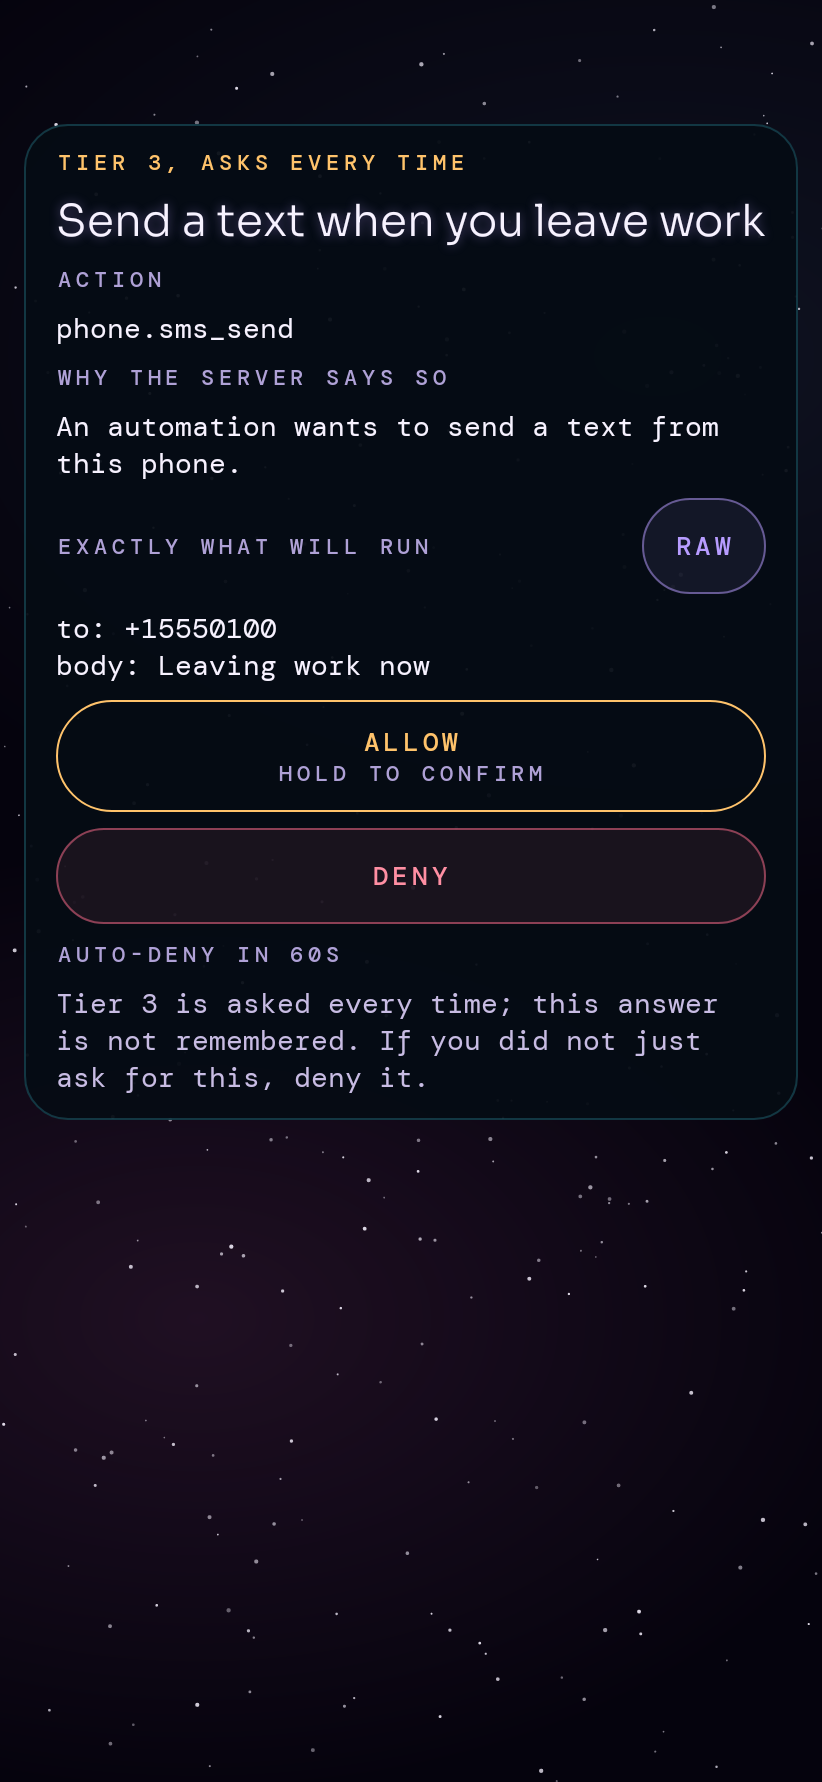 TIER 3, ASKS EVERY TIME
Send a text when you leave work
ACTION
phone.sms_send
WHY THE SERVER SAYS SO
An automation wants to send a text from
this phone.
EXACTLY WHAT WILL RUN
RAW
to: +15550100
body: Leaving work now
ALLOW
HOLD TO CONFIRM
DENY
AUTO-DENY IN 60S
Tier 3 is asked every time; this answer
is not remembered. If you did not just
ask for this, deny it.